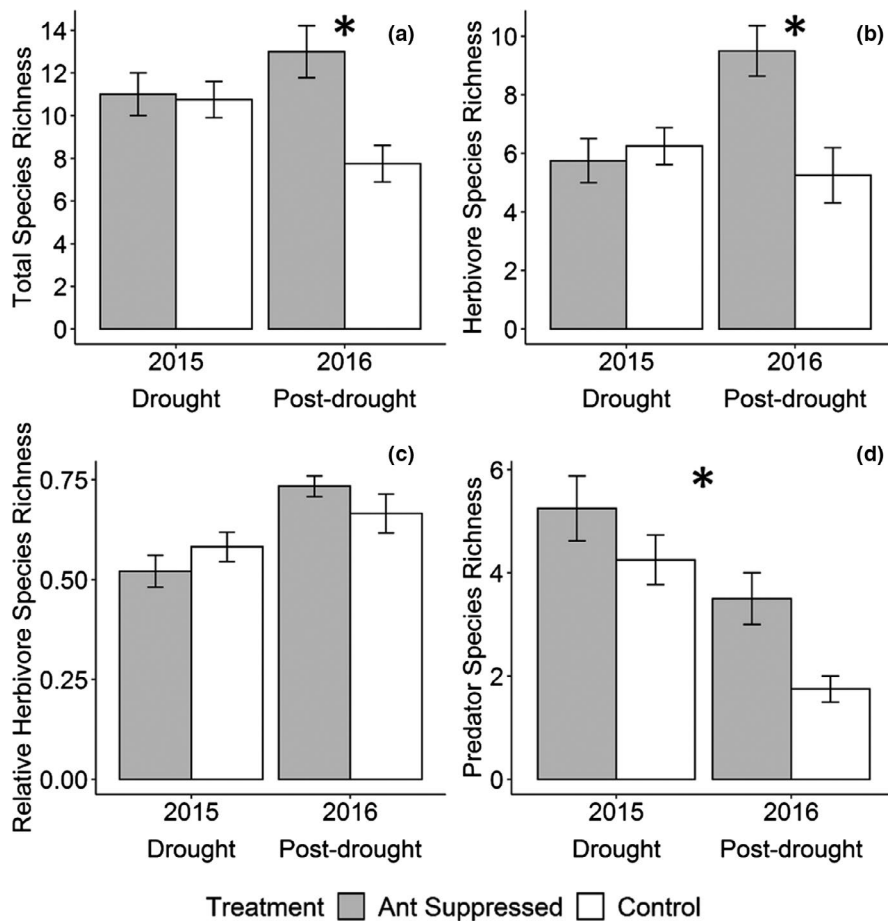 (a)
*
Total Species Richness
14
12
10
8
6
4
2
0
2015
2016
Drought
Post-drought
(b)
*
Herbivore Species Richness
10
8
6
4
2
0
2015
2016
Drought
Post-drought
(c)
Relative Herbivore Species Richness
0.75
0.50
0.25
0.00
2015
2016
Drought
Post-drought
(d)
*
Predator Species Richness
6
4
2
0
2015
2016
Drought
Post-drought
Treatment Ant Suppressed Control